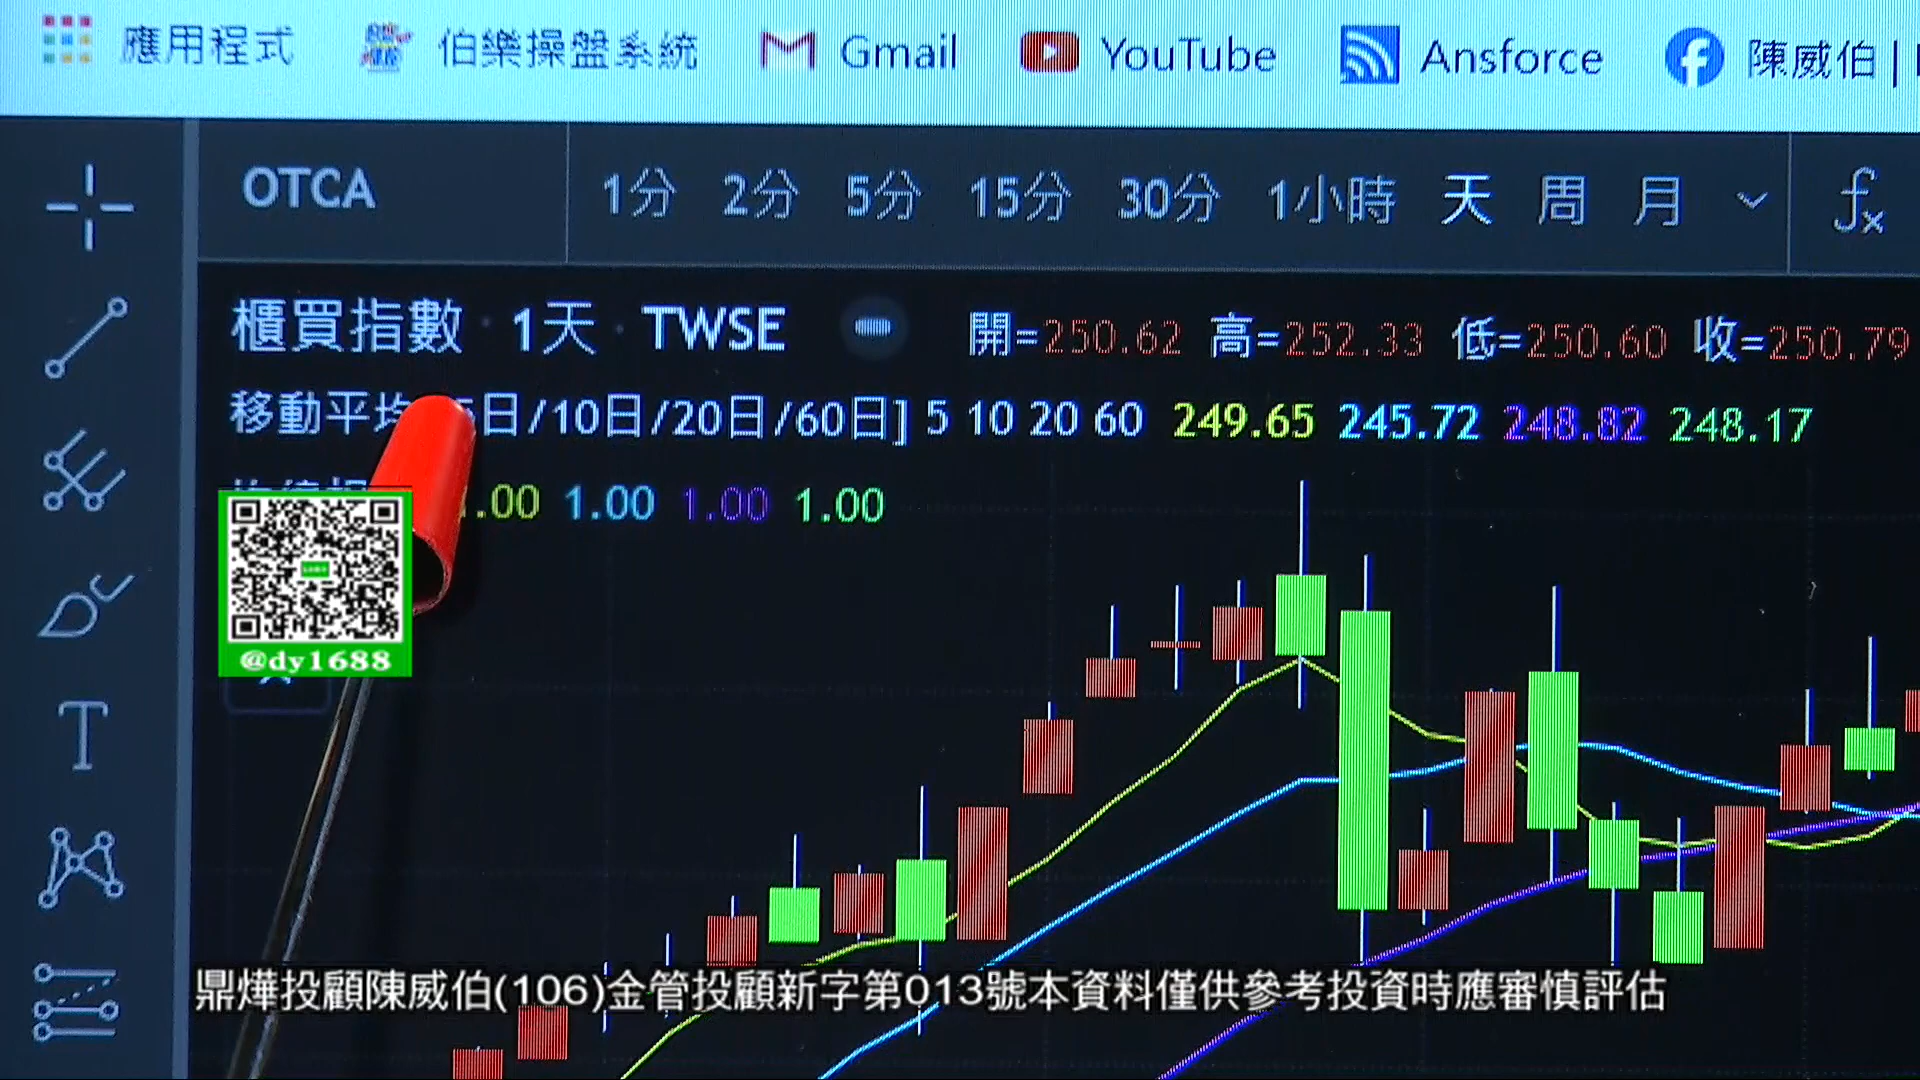 應用程式 伯樂操盤系統 Gmail YouTube Ansforce 陳威伯 |
OTCA 1分 2分 5分 15分 30分 1小時 天 周 月 fx
櫃買指數 · 1天 · TWSE 開=250.62 高=252.33 低=250.60 收=250.79
移動平均 5日/10日/20日/60日] 5 10 20 60 249.65 245.72 248.82 248.17
.00 1.00 1.00 1.00
@dy1688
T
鼎燁投顧陳威伯(106)金管投顧新字第013號本資料僅供參考投資時應審慎評估